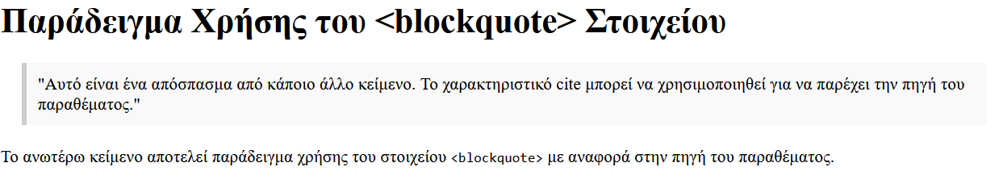 Παράδειγμα Χρήσης του <blockquote> Στοιχείου
"Αυτό είναι ένα απόσπασμα από κάποιο άλλο κείμενο. Το χαρακτηριστικό cite μπορεί να χρησιμοποιηθεί για να παρέχει την πηγή του
παραθέματος."
Το ανωτέρω κείμενο αποτελεί παράδειγμα χρήσης του στοιχείου <blockquote> με αναφορά στην πηγή του παραθέματος.